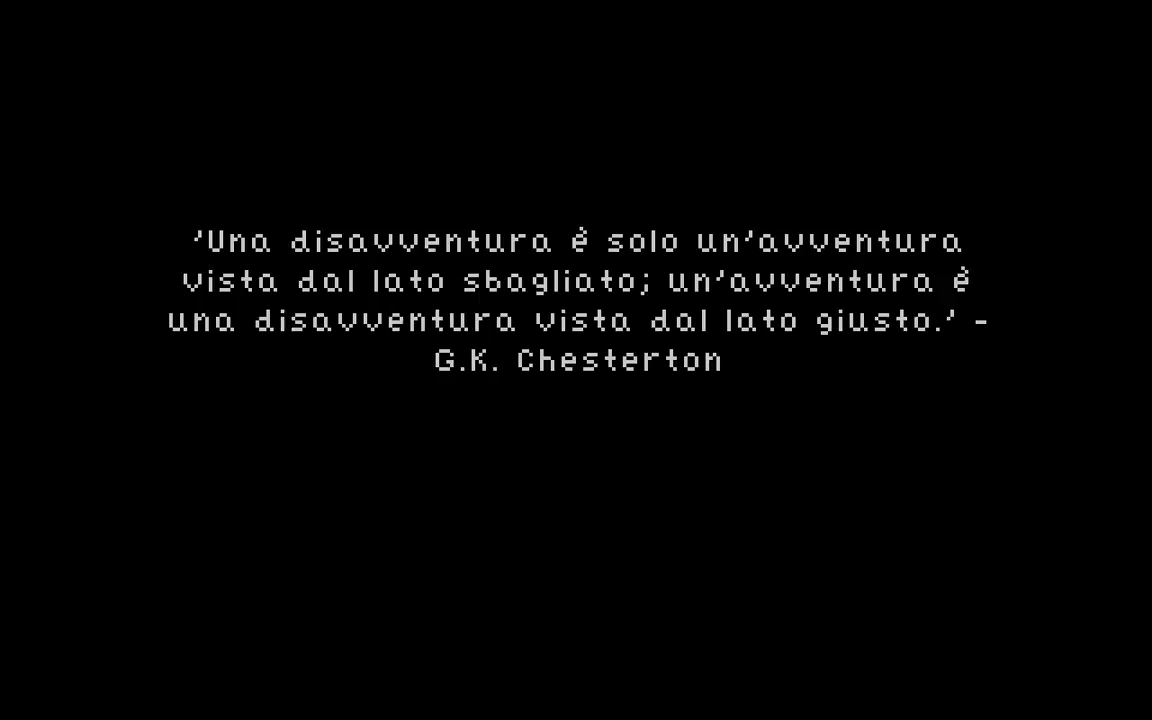 'Una disavventura è solo un'avventura
vista dal lato sbagliato; un'avventura è
una disavventura vista dal lato giusto.' -
G.K. Chesterton